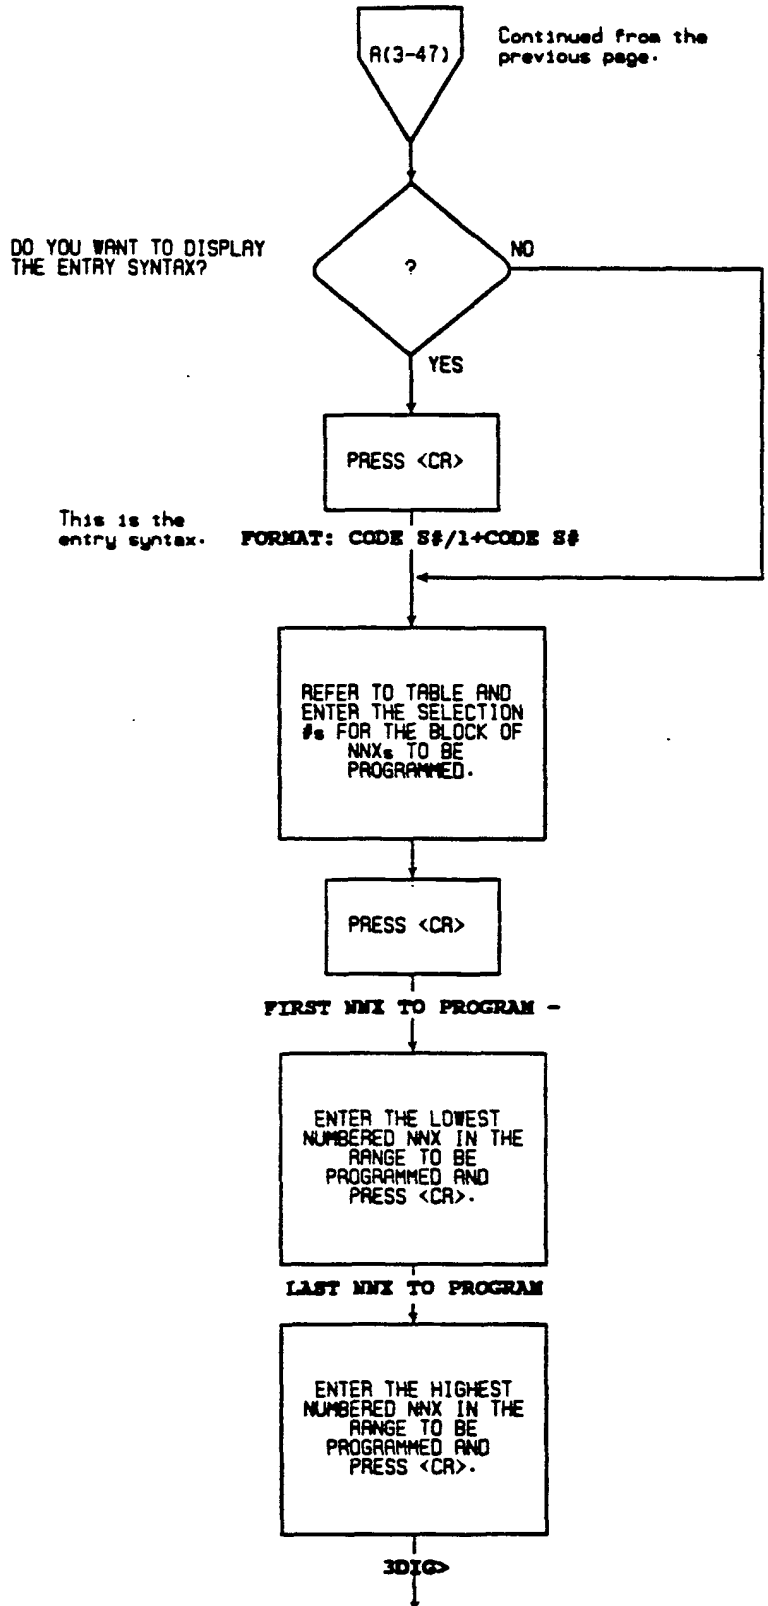 A(3-47)
Continued from the
previous page.
DO YOU WANT TO DISPLAY
THE ENTRY SYNTAX?
?
NO
YES
PRESS <CR>
This is the
entry syntax.
FORMAT: CODE S#/1+CODE S#
REFER TO TABLE AND
ENTER THE SELECTION
#s FOR THE BLOCK OF
NNXs TO BE
PROGRAMMED.
PRESS <CR>
FIRST NNX TO PROGRAM -
ENTER THE LOWEST
NUMBERED NNX IN THE
RANGE TO BE
PROGRAMMED AND
PRESS <CR>.
LAST NNX TO PROGRAM
ENTER THE HIGHEST
NUMBERED NNX IN THE
RANGE TO BE
PROGRAMMED AND
PRESS <CR>.
3DIG>